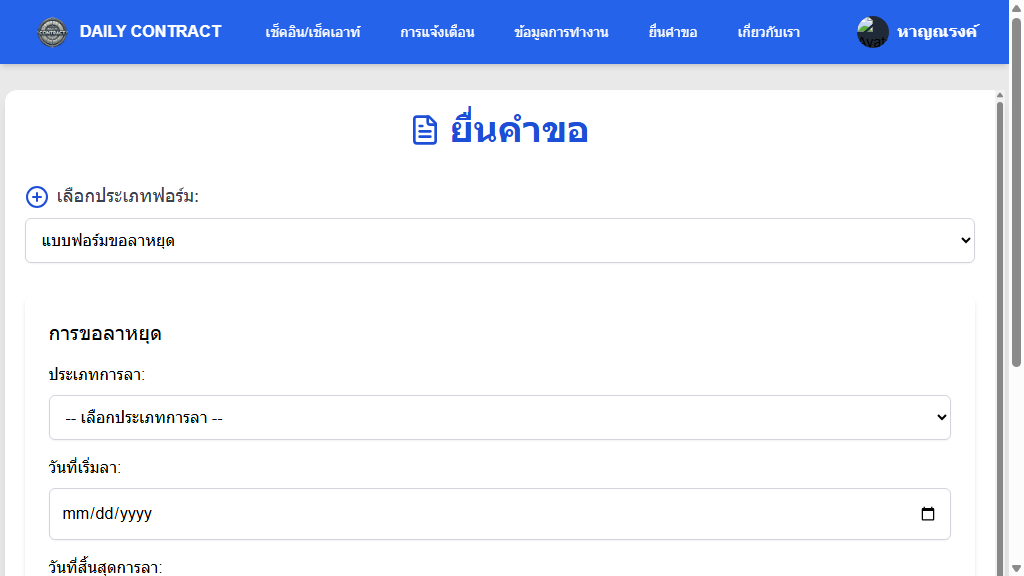 DAILY CONTRACT
เช็คอิน/เช็คเอาท์
การแจ้งเตือน
ข้อมูลการทำงาน
ยื่นคำขอ
เกี่ยวกับเรา
หาญณรงค์
ยื่นคำขอ
เลือกประเภทฟอร์ม:
แบบฟอร์มขอลาหยุด
การขอลาหยุด
ประเภทการลา:
-- เลือกประเภทการลา --
วันที่เริ่มลา:
mm/dd/yyyy
วันที่สิ้นสุดการลา: